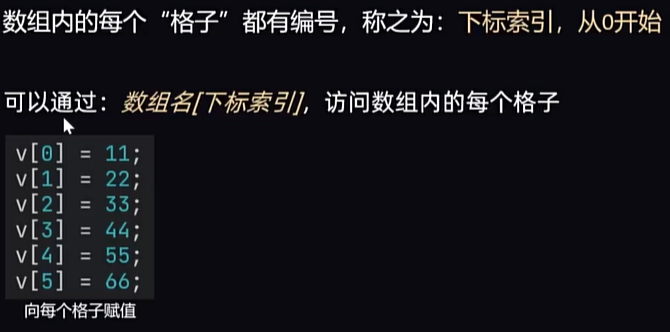 数组内的每个“格子”都有编号，称之为：下标索引，从0开始
可以通过：数组名[下标索引]，访问数组内的每个格子
v[0] = 11;
v[1] = 22;
v[2] = 33;
v[3] = 44;
v[4] = 55;
v[5] = 66;
向每个格子赋值